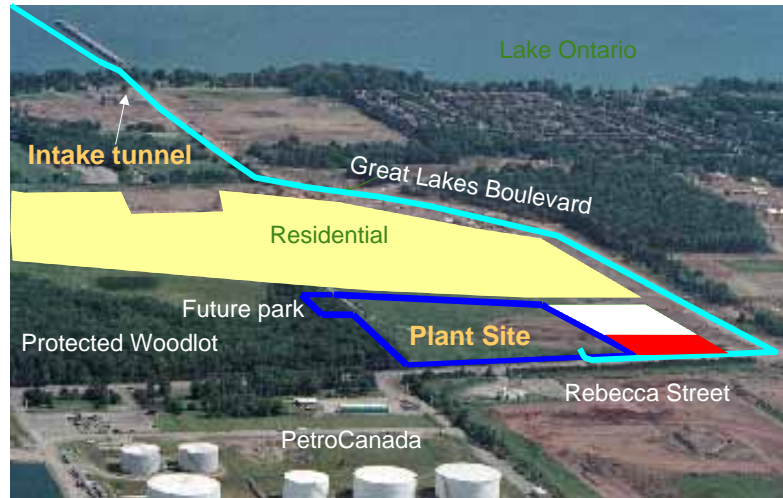 Lake Ontario
Intake tunnel
Great Lakes Boulevard
Residential
Future park
Plant Site
Protected Woodlot
Rebecca Street
PetroCanada